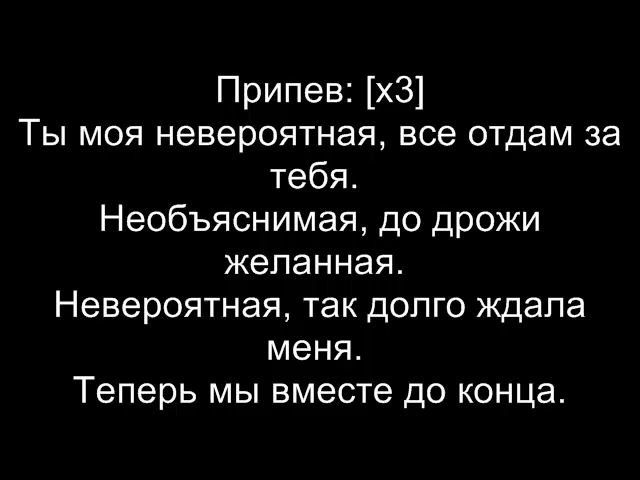 Припев: [x3]
Ты моя невероятная, все отдам за
тебя.
Необъяснимая, до дрожи
желанная.
Невероятная, так долго ждала
меня.
Теперь мы вместе до конца.